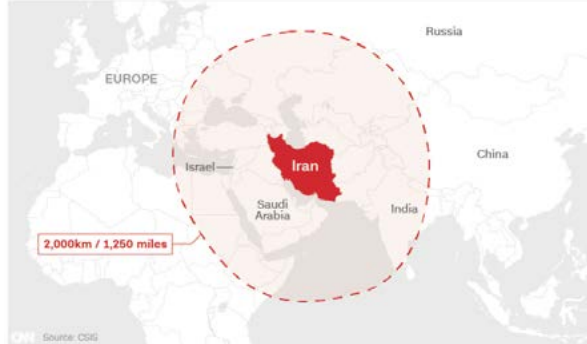 Russia
EUROPE
Iran
Israel
China
Saudi
Arabia
India
2,000km / 1,250 miles
CNN Source: CSIS